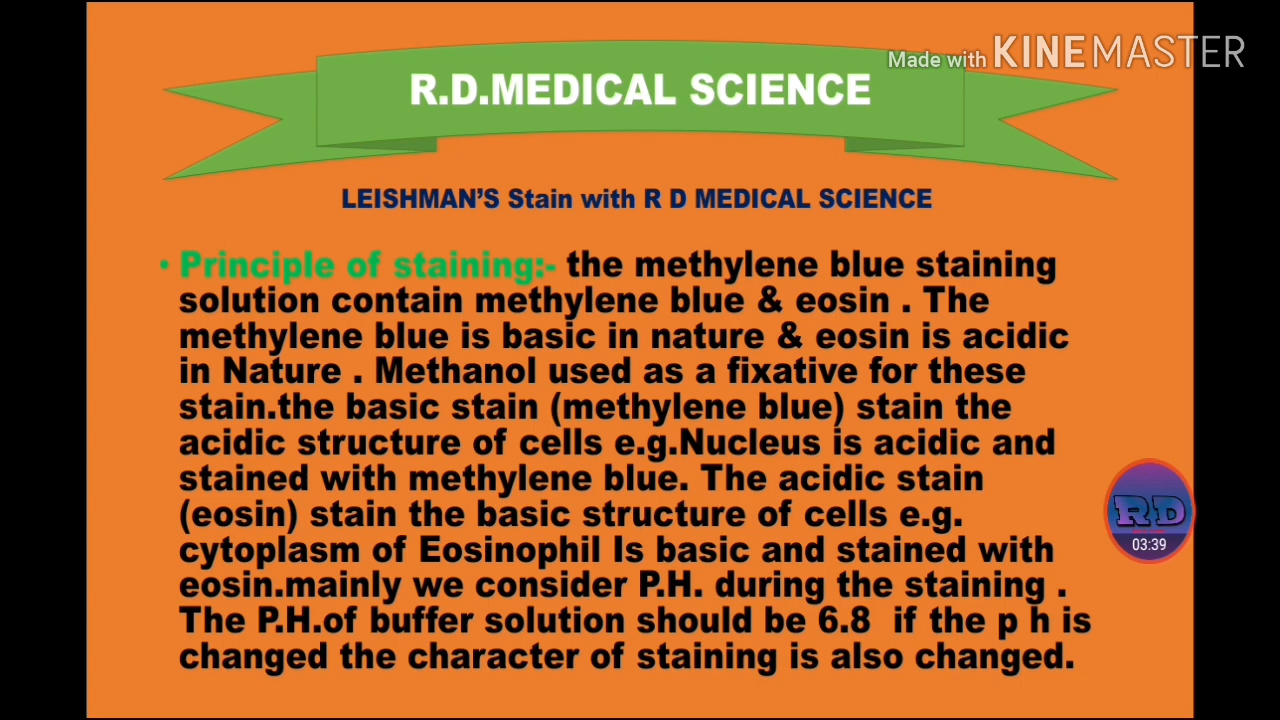 Made with KINEMASTER
R.D.MEDICAL SCIENCE
LEISHMAN'S Stain with R D MEDICAL SCIENCE
• Principle of staining:- the methylene blue staining
solution contain methylene blue & eosin . The
methylene blue is basic in nature & eosin is acidic
in Nature . Methanol used as a fixative for these
stain.the basic stain (methylene blue) stain the
acidic structure of cells e.g.Nucleus is acidic and
stained with methylene blue. The acidic stain
(eosin) stain the basic structure of cells e.g.
cytoplasm of Eosinophil Is basic and stained with
eosin.mainly we consider P.H. during the staining .
The P.H.of buffer solution should be 6.8 if the p h is
changed the character of staining is also changed.
RD
03:39